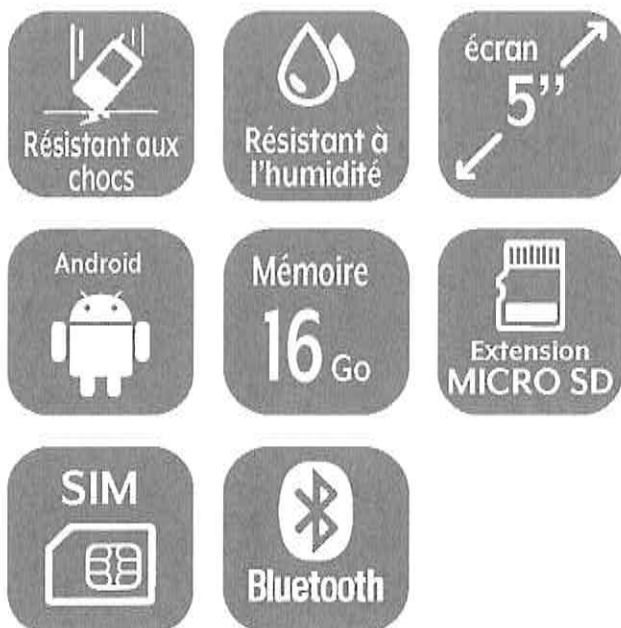 Résistant aux
chocs
Résistant à
l'humidité
écran
5’’
Android
Mémoire
16 Go
Extension
MICRO SD
SIM
Bluetooth